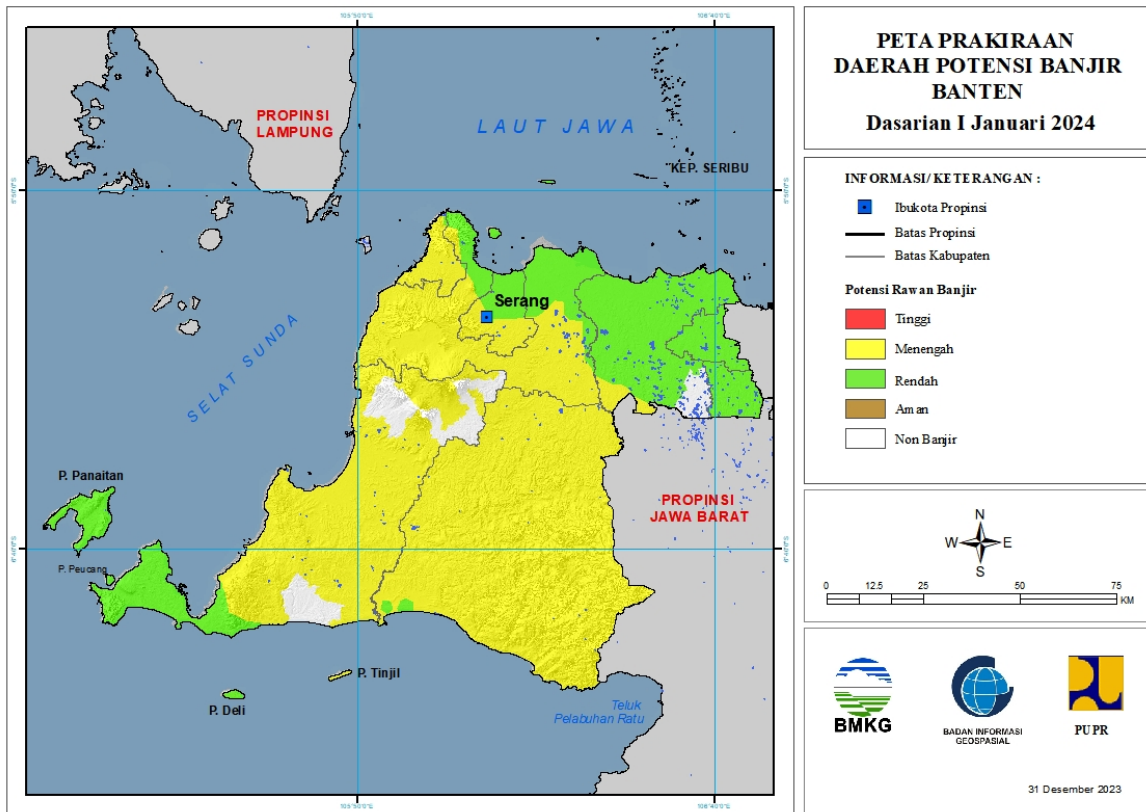 PETA PRAKIRAAN
DAERAH POTENSI BANJIR
BANTEN
Dasarian I Januari 2024
INFORMASI/ KETERANGAN :
Ibukota Propinsi
Batas Propinsi
Batas Kabupaten
Potensi Rawan Banjir
Tinggi
Menengah
Rendah
Aman
Non Banjir
N
W E
S
0 12.5 25 50 75
KM
BMKG
BADAN INFORMASI
GEOSPASIAL
PUPR
31 Desember 2023
PROPINSI
LAMPUNG
LAUT JAWA
KEP. SERIBU
Serang
SELAT SUNDA
P. Panaitan
P. Peucang
PROPINSI
JAWA BARAT
P. Tinjil
P. Deli
Teluk
Pelabuhan Ratu